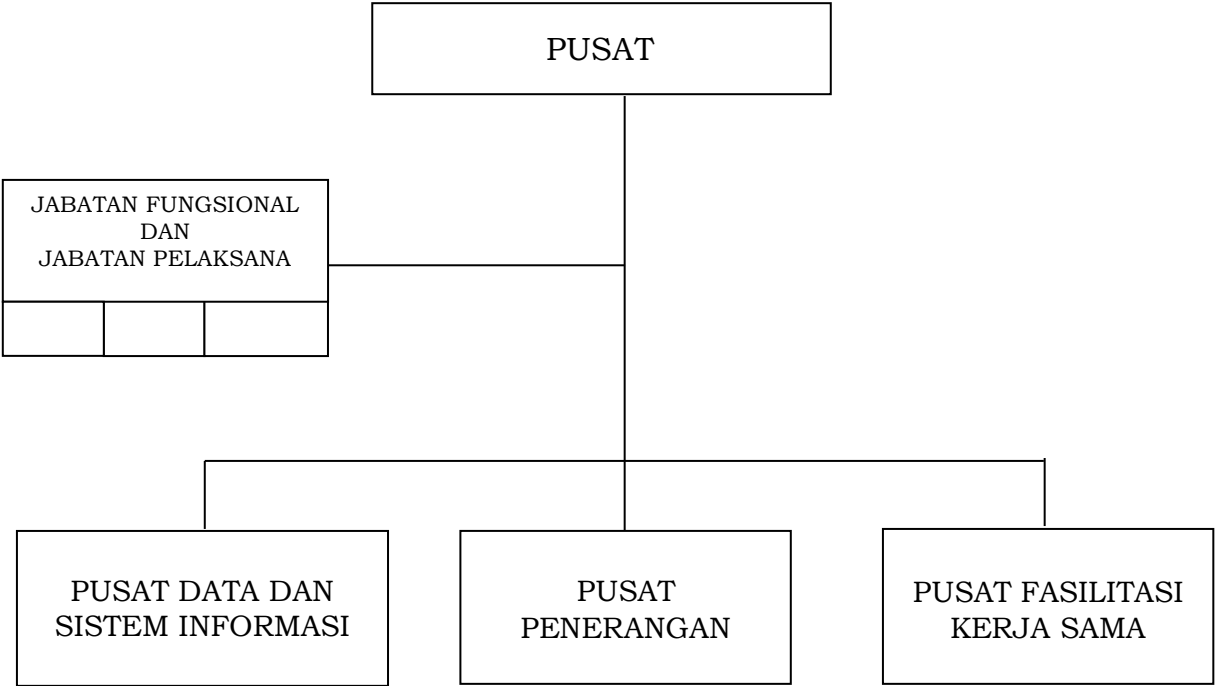 PUSAT
JABATAN FUNGSIONAL
DAN
JABATAN PELAKSANA
PUSAT DATA DAN
SISTEM INFORMASI
PUSAT
PENERANGAN
PUSAT FASILITASI
KERJA SAMA